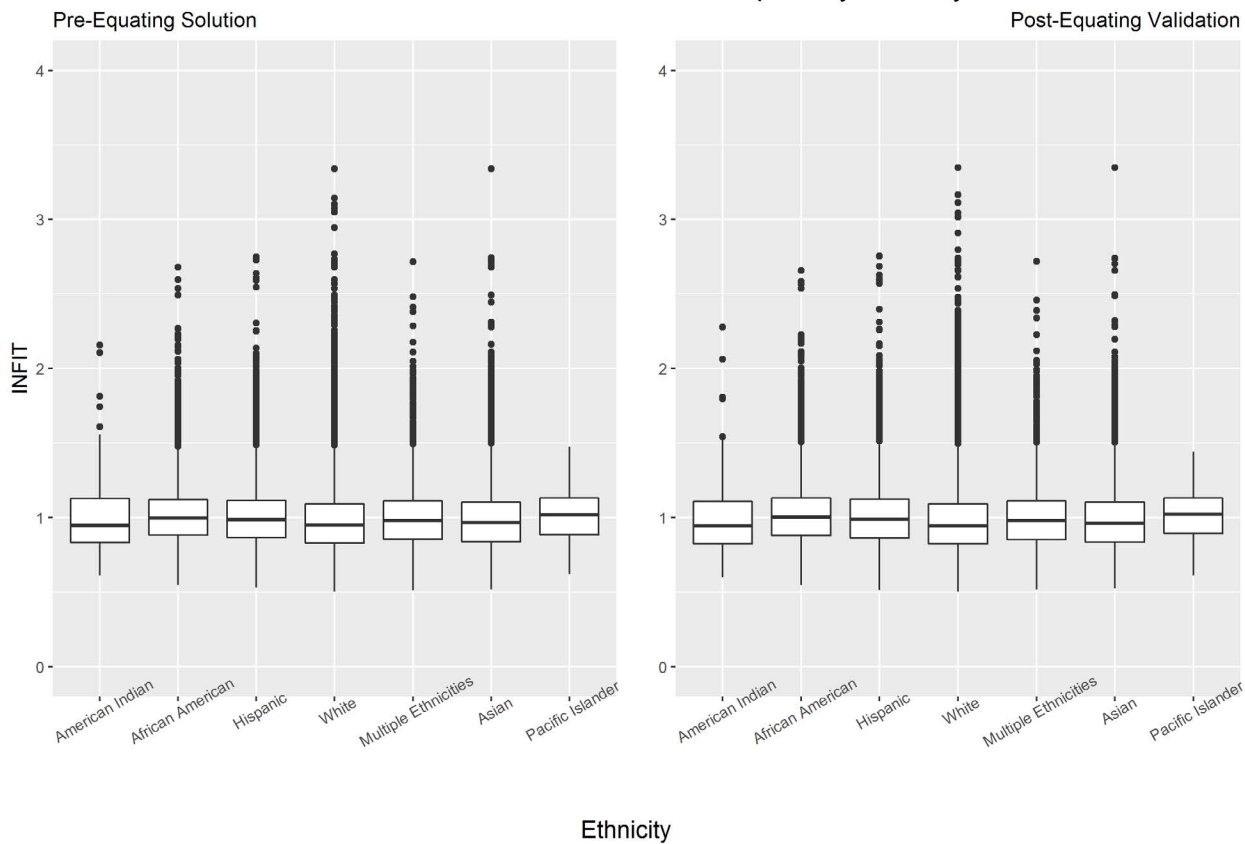 Pre-Equating Solution
Post-Equating Validation
INFIT
4
3
2
1
0
American Indian
African American
Hispanic
White
Multiple Ethnicities
Asian
Pacific Islander
4
3
2
1
0
American Indian
African American
Hispanic
White
Multiple Ethnicities
Asian
Pacific Islander
Ethnicity